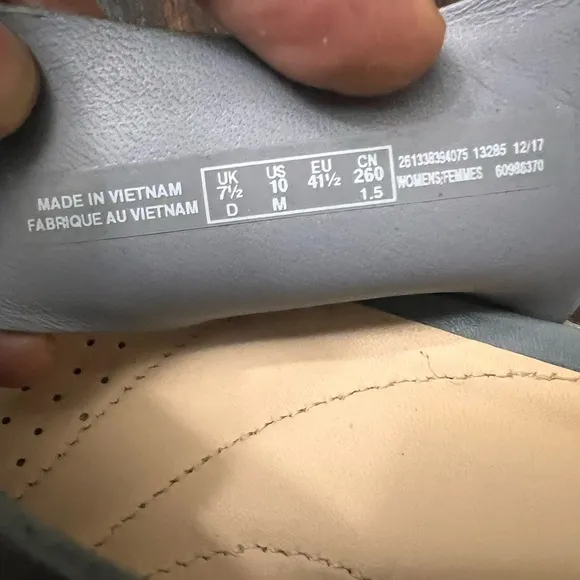 MADE IN VIETNAM
FABRIQUE AU VIETNAM
UK US EU CN
7½ 10 41½ 260
D M 1.5
261338394075 13285 12/17
WOMENS/FEMMES 60986370